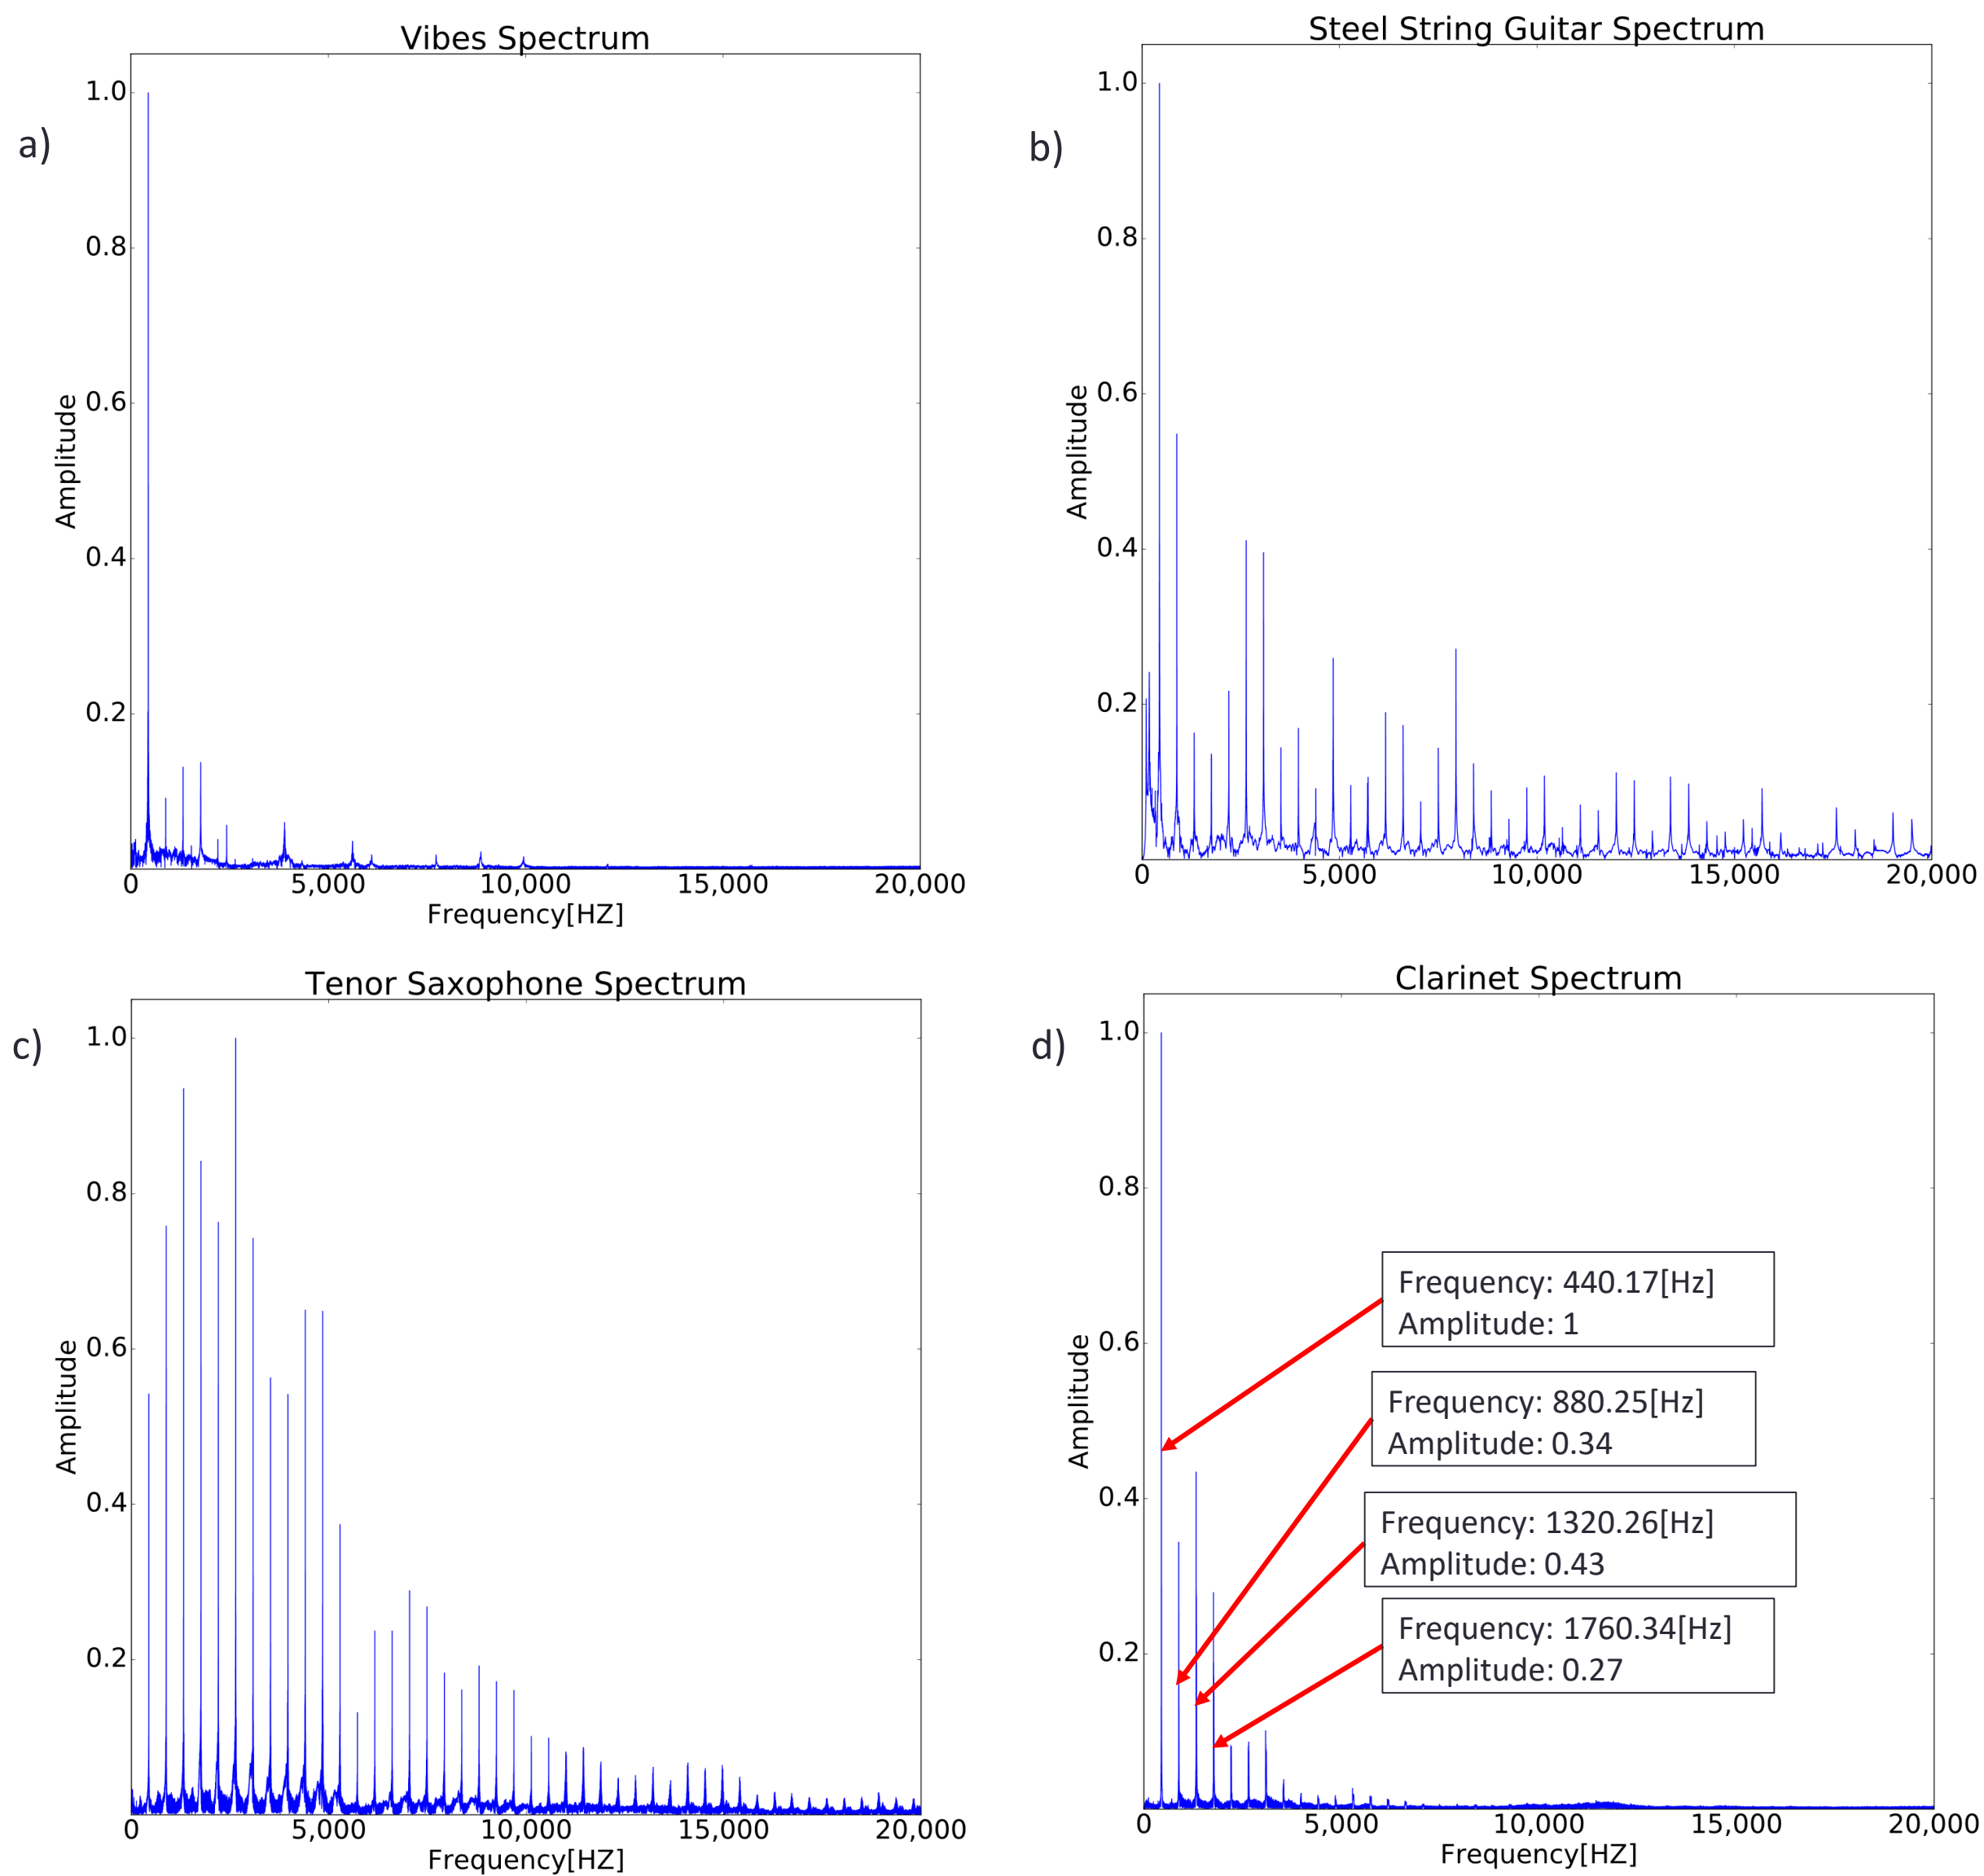 Vibes Spectrum
a)
1.0
0.8
0.6
0.4
0.2
Amplitude
0 5,000 10,000 15,000 20,000
Frequency[HZ]
Steel String Guitar Spectrum
b)
1.0
0.8
0.6
0.4
0.2
Amplitude
0 5,000 10,000 15,000 20,000
Tenor Saxophone Spectrum
c)
1.0
0.8
0.6
0.4
0.2
Amplitude
0 5,000 10,000 15,000 20,000
Frequency[HZ]
Clarinet Spectrum
d)
1.0
0.8
0.6
0.4
0.2
Amplitude
Frequency: 440.17[Hz]
Amplitude: 1
Frequency: 880.25[Hz]
Amplitude: 0.34
Frequency: 1320.26[Hz]
Amplitude: 0.43
Frequency: 1760.34[Hz]
Amplitude: 0.27
0 5,000 10,000 15,000 20,000
Frequency[HZ]